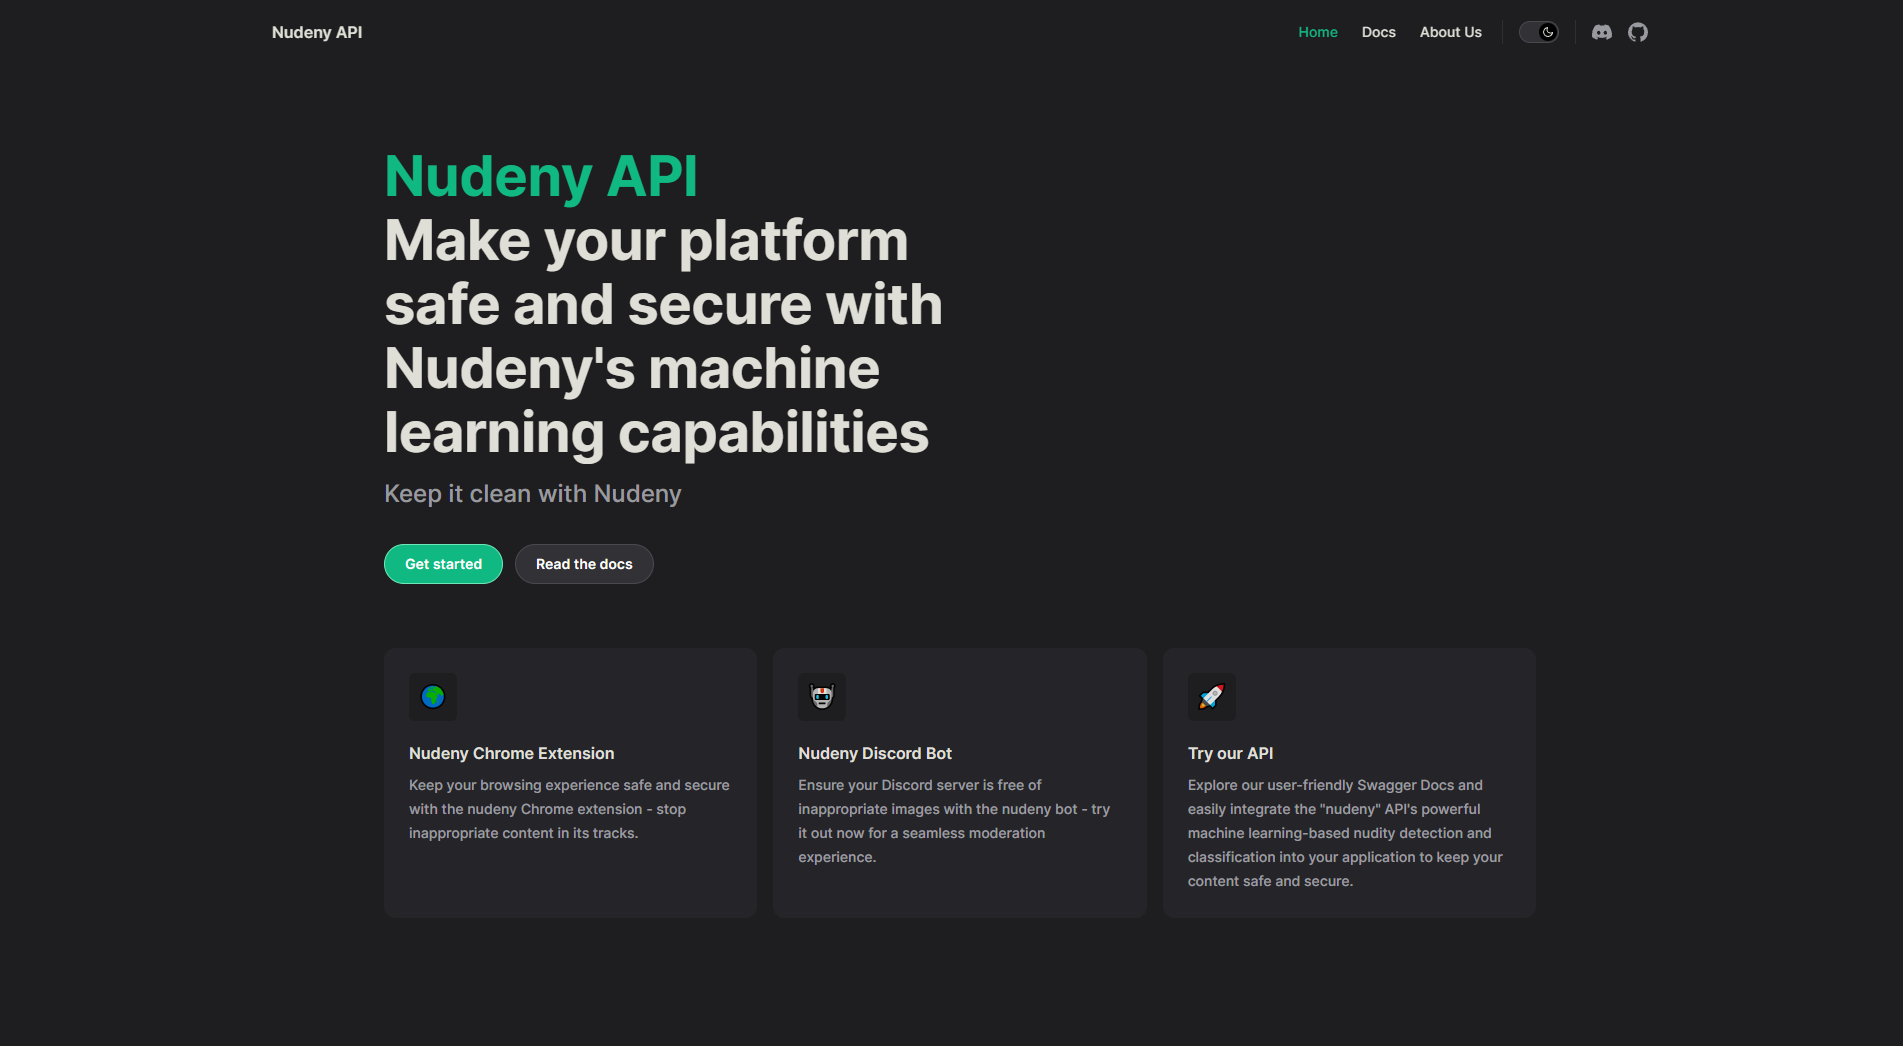 Nudeny API
Home
Docs
About Us
Nudeny API
Make your platform
safe and secure with
Nudeny's machine
learning capabilities
Keep it clean with Nudeny
Get started
Read the docs
Nudeny Chrome Extension
Keep your browsing experience safe and secure
with the nudeny Chrome extension - stop
inappropriate content in its tracks.
Nudeny Discord Bot
Ensure your Discord server is free of
inappropriate images with the nudeny bot - try
it out now for a seamless moderation
experience.
Try our API
Explore our user-friendly Swagger Docs and
easily integrate the "nudeny" API's powerful
machine learning-based nudity detection and
classification into your application to keep your
content safe and secure.